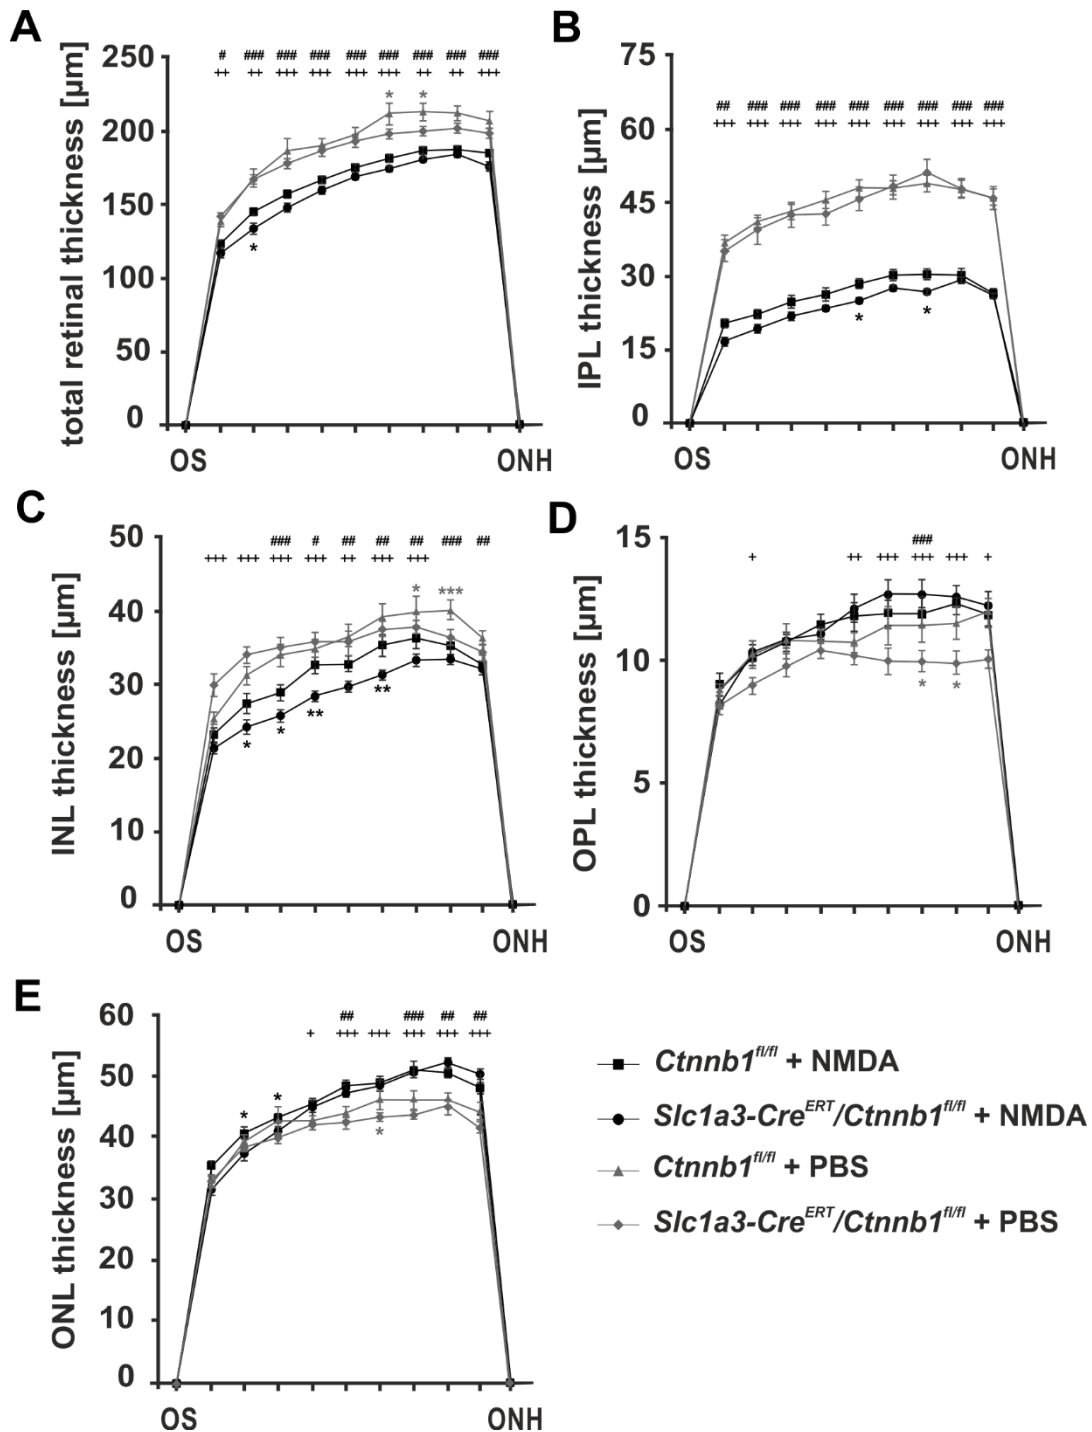 A
# ### ### ### ### ### ### ## ###
++ ++ +++ +++ +++ +++ ++ ++ +++
* *
*
total retinal thickness [µm]
250
200
150
100
50
0
OS ONH
B
## ### ### ### ### ### ### ### ###
+++ +++ +++ +++ +++ +++ +++ +++ +++
* *
IPL thickness [µm]
75
60
45
30
15
0
OS ONH
C
### # ## ## ## ### ##
+++ +++ +++ +++ ++ +++ +++
* ***
* * ** **
INL thickness [µm]
50
40
30
20
10
0
OS ONH
D
###
+ ++ +++ +++ +++ +
* *
OPL thickness [µm]
15
10
5
0
OS ONH
E
## ### ## ##
+ +++ +++ +++ +++ +++
* *
*
ONL thickness [µm]
60
50
40
30
20
10
0
OS ONH
Ctnnb1fl/fl + NMDA
Slc1a3-CreERT/Ctnnb1fl/fl + NMDA
Ctnnb1fl/fl + PBS
Slc1a3-CreERT/Ctnnb1fl/fl + PBS